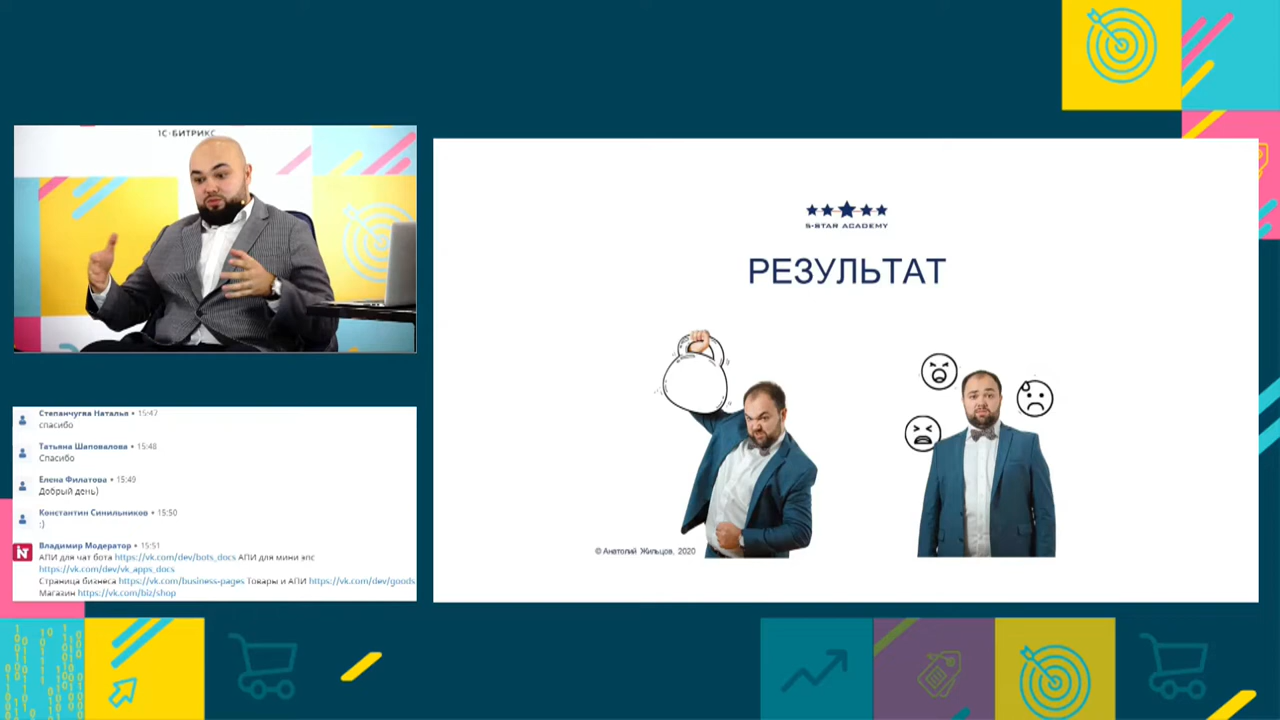 1С-БИТРИКС
5-STAR ACADEMY
РЕЗУЛЬТАТ
© Анатолий Жильцов, 2020
Степанчугва Наталья • 15:47
спасибо
Татьяна Шаповалова • 15:48
Спасибо
Елена Филатова • 15:49
Добрый день)
Константин Синильников • 15:50
:)
Владимир Модератор • 15:51
АПИ для чат бота https://vk.com/dev/bots_docs АПИ для мини эпс
https://vk.com/dev/vk_apps_docs
Страница бизнеса https://vk.com/business-pages Товары и АПИ https://vk.com/dev/goods
Магазин https://vk.com/biz/shop